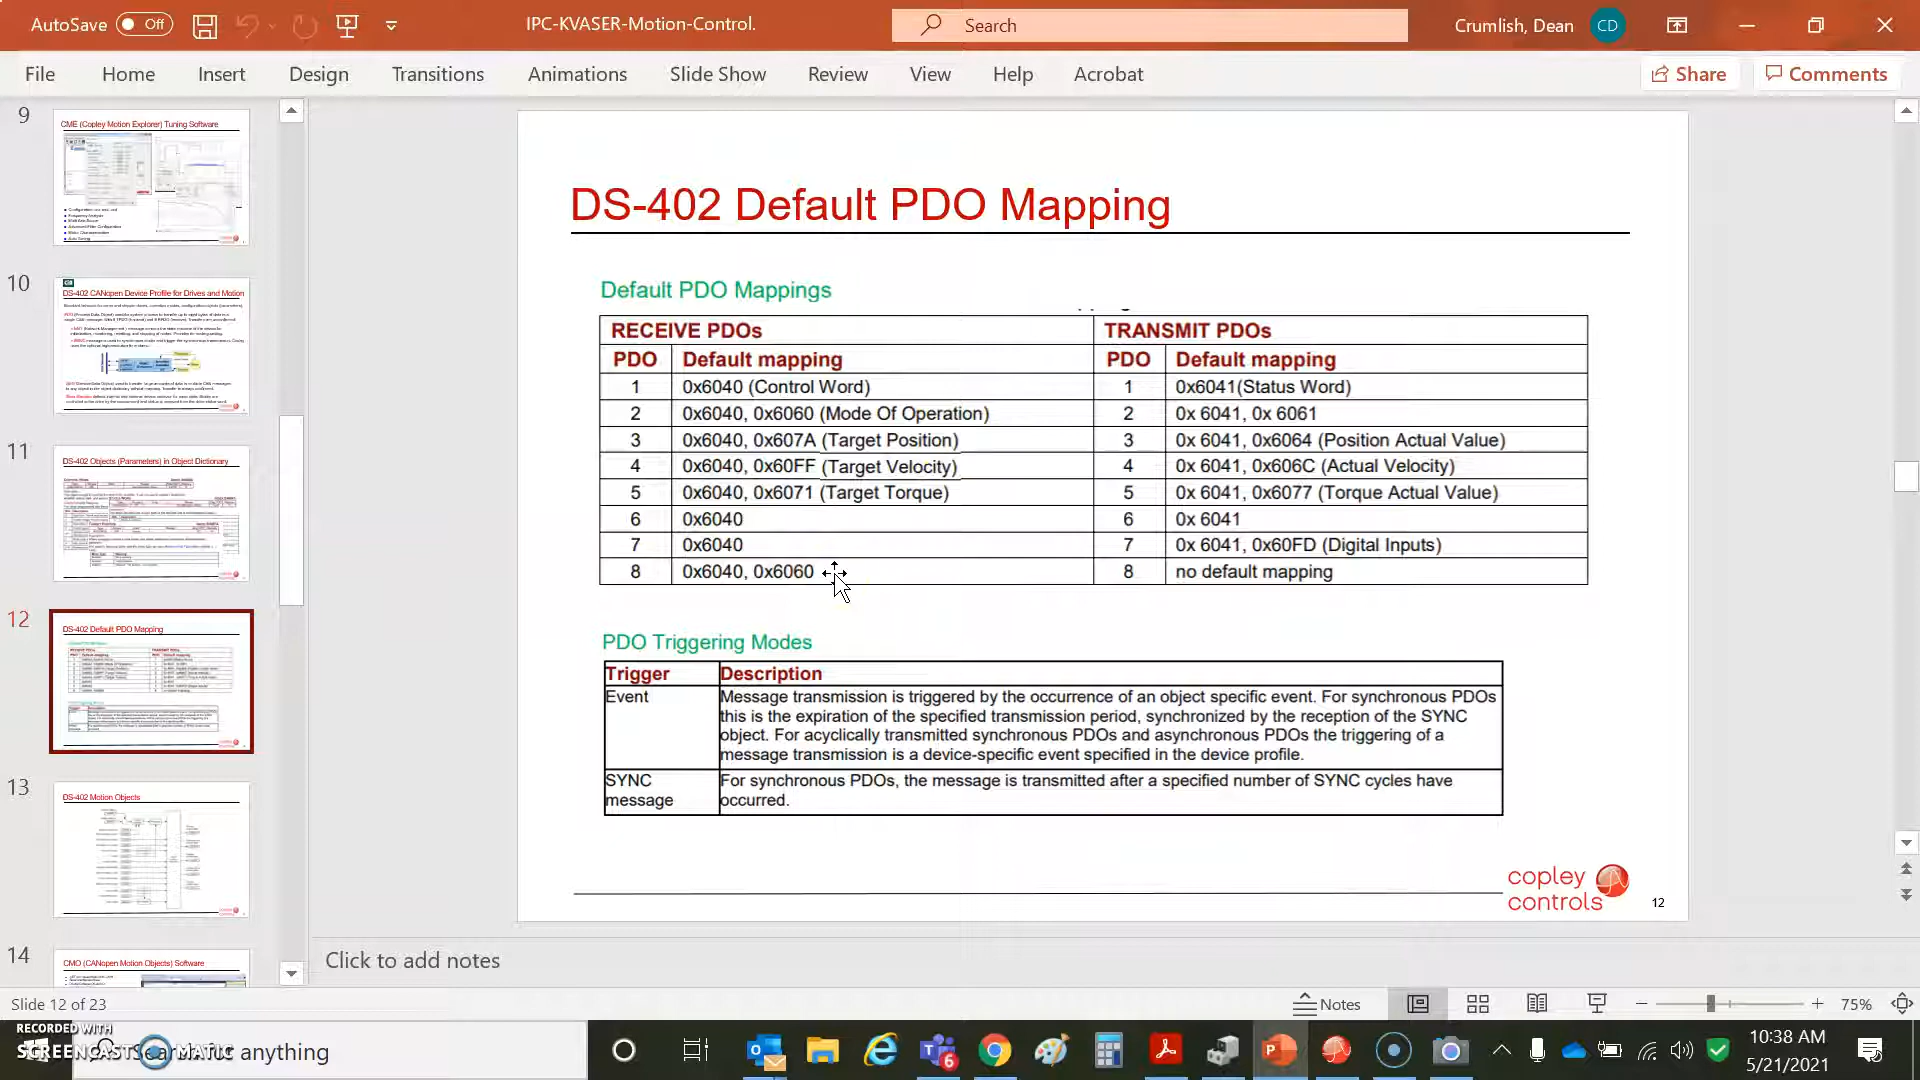 AutoSave Off
IPC-KVASER-Motion-Control.
Search
Crumlish, Dean CD
File Home Insert Design Transitions Animations Slide Show Review View Help Acrobat Share Comments
9
CME (Copley Motion Explorer) Tuning Software
10
DS-402 CANopen Device Profile for Drives and Motion
11
DS-402 Objects (Parameters) in Object Dictionary
12
DS-402 Default PDO Mapping
13
DS-402 Motion Objects
14
CMO (CANopen Motion Objects) Software
DS-402 Default PDO Mapping
Default PDO Mappings
RECEIVE PDOs TRANSMIT PDOs
PDO Default mapping PDO Default mapping
1 0x6040 (Control Word) 1 0x6041(Status Word)
2 0x6040, 0x6060 (Mode Of Operation) 2 0x 6041, 0x 6061
3 0x6040, 0x607A (Target Position) 3 0x 6041, 0x6064 (Position Actual Value)
4 0x6040, 0x60FF (Target Velocity) 4 0x 6041, 0x606C (Actual Velocity)
5 0x6040, 0x6071 (Target Torque) 5 0x 6041, 0x6077 (Torque Actual Value)
6 0x6040 6 0x 6041
7 0x6040 7 0x 6041, 0x60FD (Digital Inputs)
8 0x6040, 0x6060 8 no default mapping
PDO Triggering Modes
Trigger Description
Event Message transmission is triggered by the occurrence of an object specific event. For synchronous PDOs
this is the expiration of the specified transmission period, synchronized by the reception of the SYNC
object. For acyclically transmitted synchronous PDOs and asynchronous PDOs the triggering of a
message transmission is a device-specific event specified in the device profile.
SYNC For synchronous PDOs, the message is transmitted after a specified number of SYNC cycles have
message occurred.
copley
controls
12
Click to add notes
Slide 12 of 23
Notes
75%
RECORDED WITH
SCREENCAST MATIC
anything
6
10:38 AM
5/21/2021